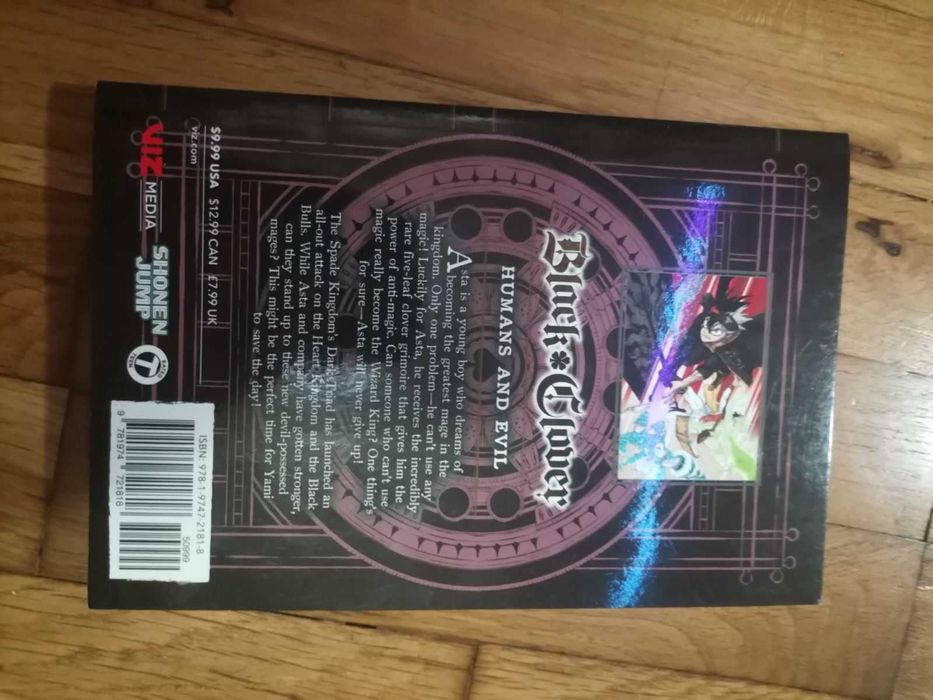 Black Clover
HUMANS AND EVIL
Asta is a young boy who dreams of
becoming the greatest mage in the
kingdom. Only one problem—he can't use any
magic! Luckily for Asta, he receives the incredibly
rare five-leaf clover grimoire that gives him the
power of anti-magic. Can someone who can't use
magic really become the Wizard King? One thing's
for sure—Asta will never give up!
The Spade Kingdom's Dark Triad has launched an
all-out attack on the Heart Kingdom and the Black
Bulls. While Asta and company have gotten stronger,
can they stand up to these new devil-possessed
mages? This might be the perfect time for Yami
to save the day!
$9.99 USA $12.99 CAN £7.99 UK
viz.com
VIZ MEDIA
SHONEN
JUMP
T
TEEN
ISBN: 978-1-9747-2181-8
50999
9 781974 721818